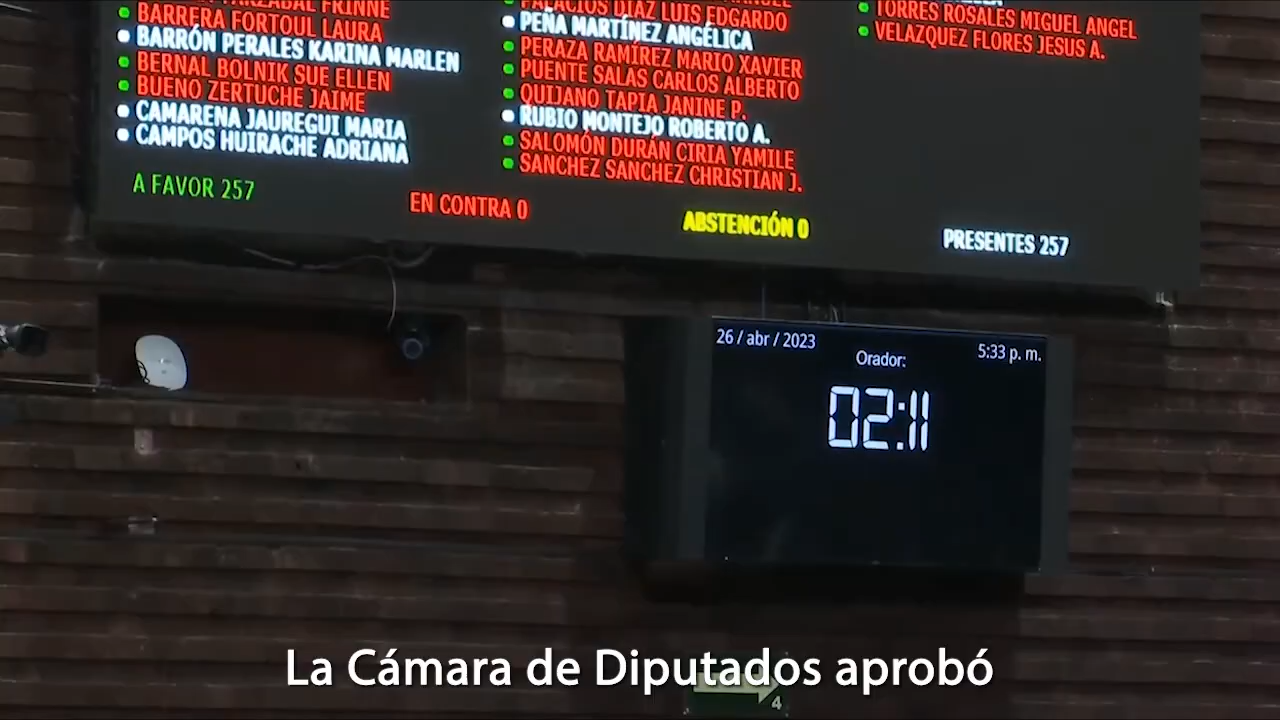 BARRERA FORTOUL LAURA
BARRÓN PERALES KARINA MARLEN
BERNAL BOLNIK SUE ELLEN
BUENO ZERTUCHE JAIME
CAMARENA JAUREGUI MARIA
CAMPOS HUIRACHE ADRIANA
PALACIOS DIAZ LUIS EDGARDO
PEÑA MARTÍNEZ ANGÉLICA
PERAZA RAMÍREZ MARIO XAVIER
PUENTE SALAS CARLOS ALBERTO
QUIJANO TAPIA JANINE P.
RUBIO MONTEJO ROBERTO A.
SALOMÓN DURÁN CIRIA YAMILE
SANCHEZ SANCHEZ CHRISTIAN J.
TORRES ROSALES MIGUEL ANGEL
VELAZQUEZ FLORES JESUS A.
A FAVOR 257
EN CONTRA 0
ABSTENCIÓN 0
PRESENTES 257
26 / abr / 2023
5:33 p. m.
Orador:
02:11
La Cámara de Diputados aprobó
4